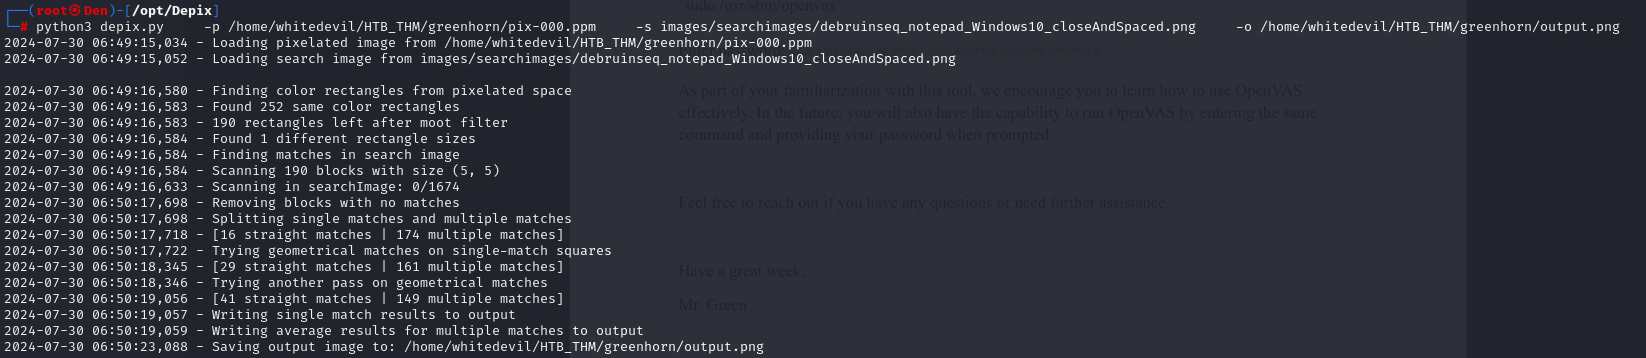 ┌──(root㉿Den)-[/opt/Depix]
└─# python3 depix.py -p /home/whitedevil/HTB_THM/greenhorn/pix-000.ppm -s images/searchimages/debruinseq_notepad_Windows10_closeAndSpaced.png -o /home/whitedevil/HTB_THM/greenhorn/output.png
2024-07-30 06:49:15,034 - Loading pixelated image from /home/whitedevil/HTB_THM/greenhorn/pix-000.ppm
2024-07-30 06:49:15,052 - Loading search image from images/searchimages/debruinseq_notepad_Windows10_closeAndSpaced.png
2024-07-30 06:49:16,580 - Finding color rectangles from pixelated space
2024-07-30 06:49:16,583 - Found 252 same color rectangles
2024-07-30 06:49:16,583 - 190 rectangles left after moot filter
2024-07-30 06:49:16,584 - Found 1 different rectangle sizes
2024-07-30 06:49:16,584 - Finding matches in search image
2024-07-30 06:49:16,584 - Scanning 190 blocks with size (5, 5)
2024-07-30 06:49:16,633 - Scanning in searchImage: 0/1674
2024-07-30 06:50:17,698 - Removing blocks with no matches
2024-07-30 06:50:17,698 - Splitting single matches and multiple matches
2024-07-30 06:50:17,718 - [16 straight matches | 174 multiple matches]
2024-07-30 06:50:17,722 - Trying geometrical matches on single-match squares
2024-07-30 06:50:18,345 - [29 straight matches | 161 multiple matches]
2024-07-30 06:50:18,346 - Trying another pass on geometrical matches
2024-07-30 06:50:19,056 - [41 straight matches | 149 multiple matches]
2024-07-30 06:50:19,057 - Writing single match results to output
2024-07-30 06:50:19,059 - Writing average results for multiple matches to output
2024-07-30 06:50:23,088 - Saving output image to: /home/whitedevil/HTB_THM/greenhorn/output.png
sudo /usr/sbin/openvas
As part of your familiarization with this tool, we encourage you to learn how to use OpenVAS
effectively. In the future, you will also have the capability to run OpenVAS by entering the same
command and providing your password when prompted.
Feel free to reach out if you have any questions or need further assistance.
Have a great week,
Mr. Green